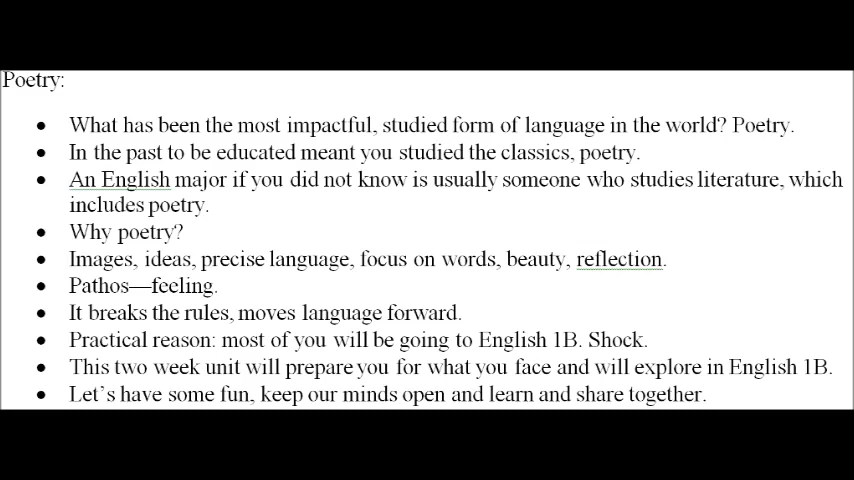 Poetry:
• What has been the most impactful, studied form of language in the world? Poetry.
• In the past to be educated meant you studied the classics, poetry.
• An English major if you did not know is usually someone who studies literature, which
includes poetry.
• Why poetry?
• Images, ideas, precise language, focus on words, beauty, reflection.
• Pathos—feeling.
• It breaks the rules, moves language forward.
• Practical reason: most of you will be going to English 1B. Shock.
• This two week unit will prepare you for what you face and will explore in English 1B.
• Let’s have some fun, keep our minds open and learn and share together.